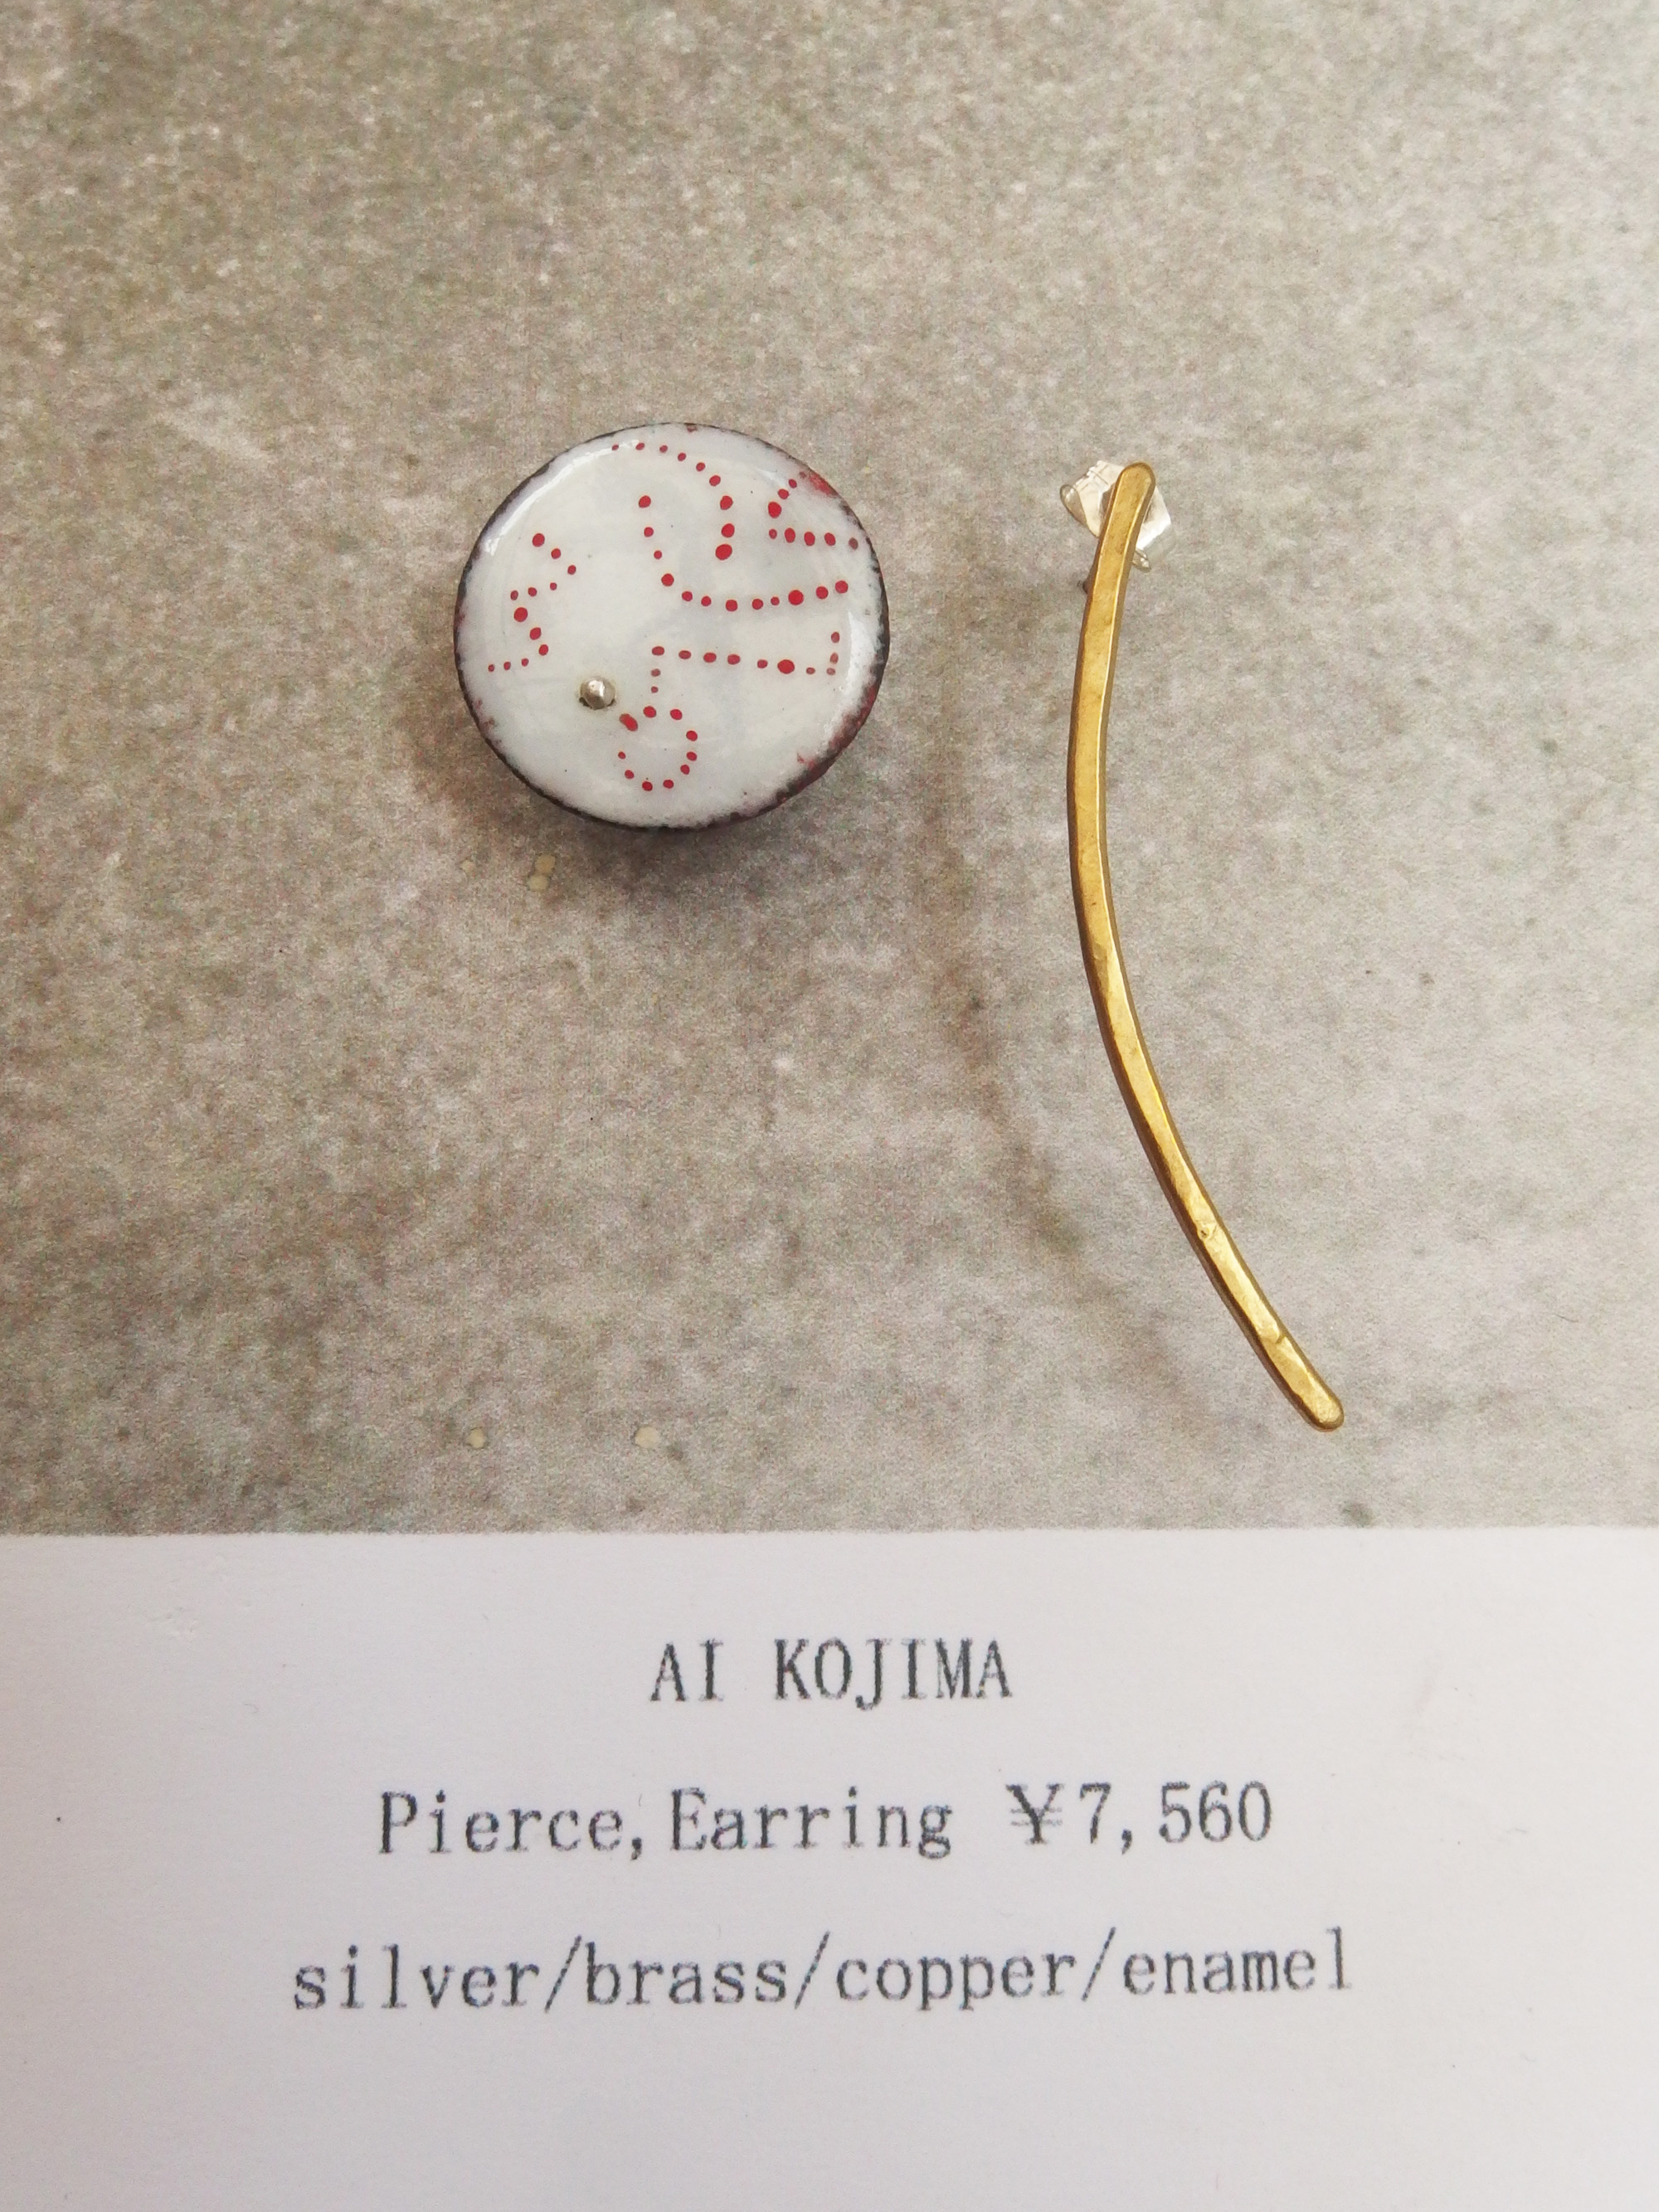 AI KOJIMA
Pierce,Earring ¥7,560
silver/brass/copper/enamel